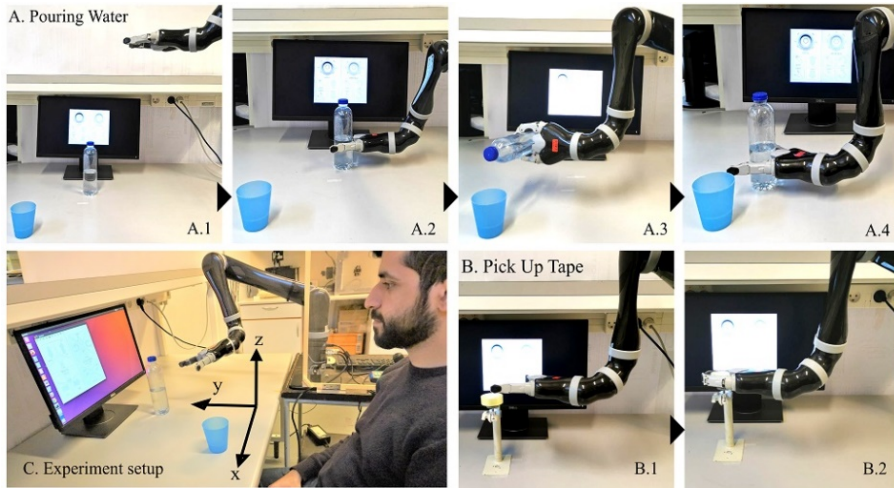 A. Pouring Water
A.1
A.2
A.3
A.4
C. Experiment setup
z
y
x
B. Pick Up Tape
B.1
B.2